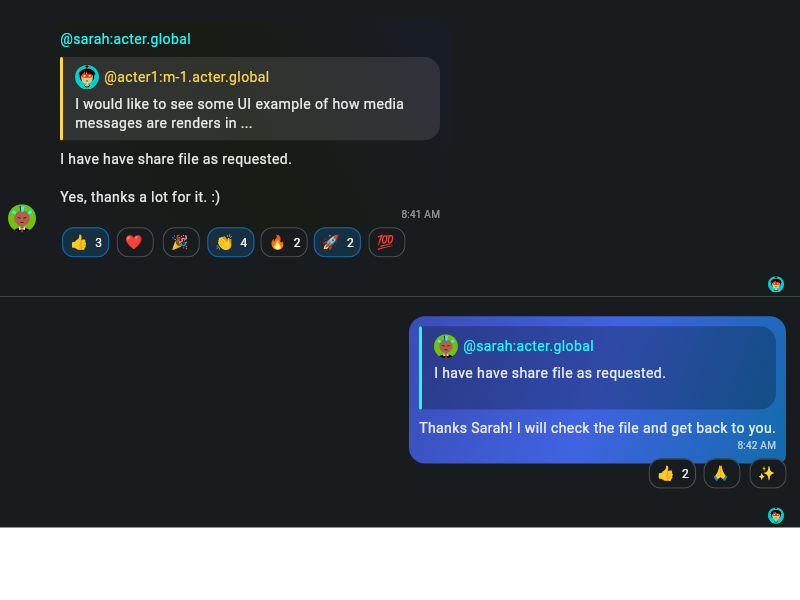 @sarah:acter.global
@acter1:m-1.acter.global
I would like to see some UI example of how media
messages are renders in ...
I have have share file as requested.
Yes, thanks a lot for it. :)
8:41 AM
👍 3 ❤️ 🎉 👏 4 🔥 2 🚀 2 💯
@sarah:acter.global
I have have share file as requested.
Thanks Sarah! I will check the file and get back to you.
8:42 AM
👍 2 🙏 ✨